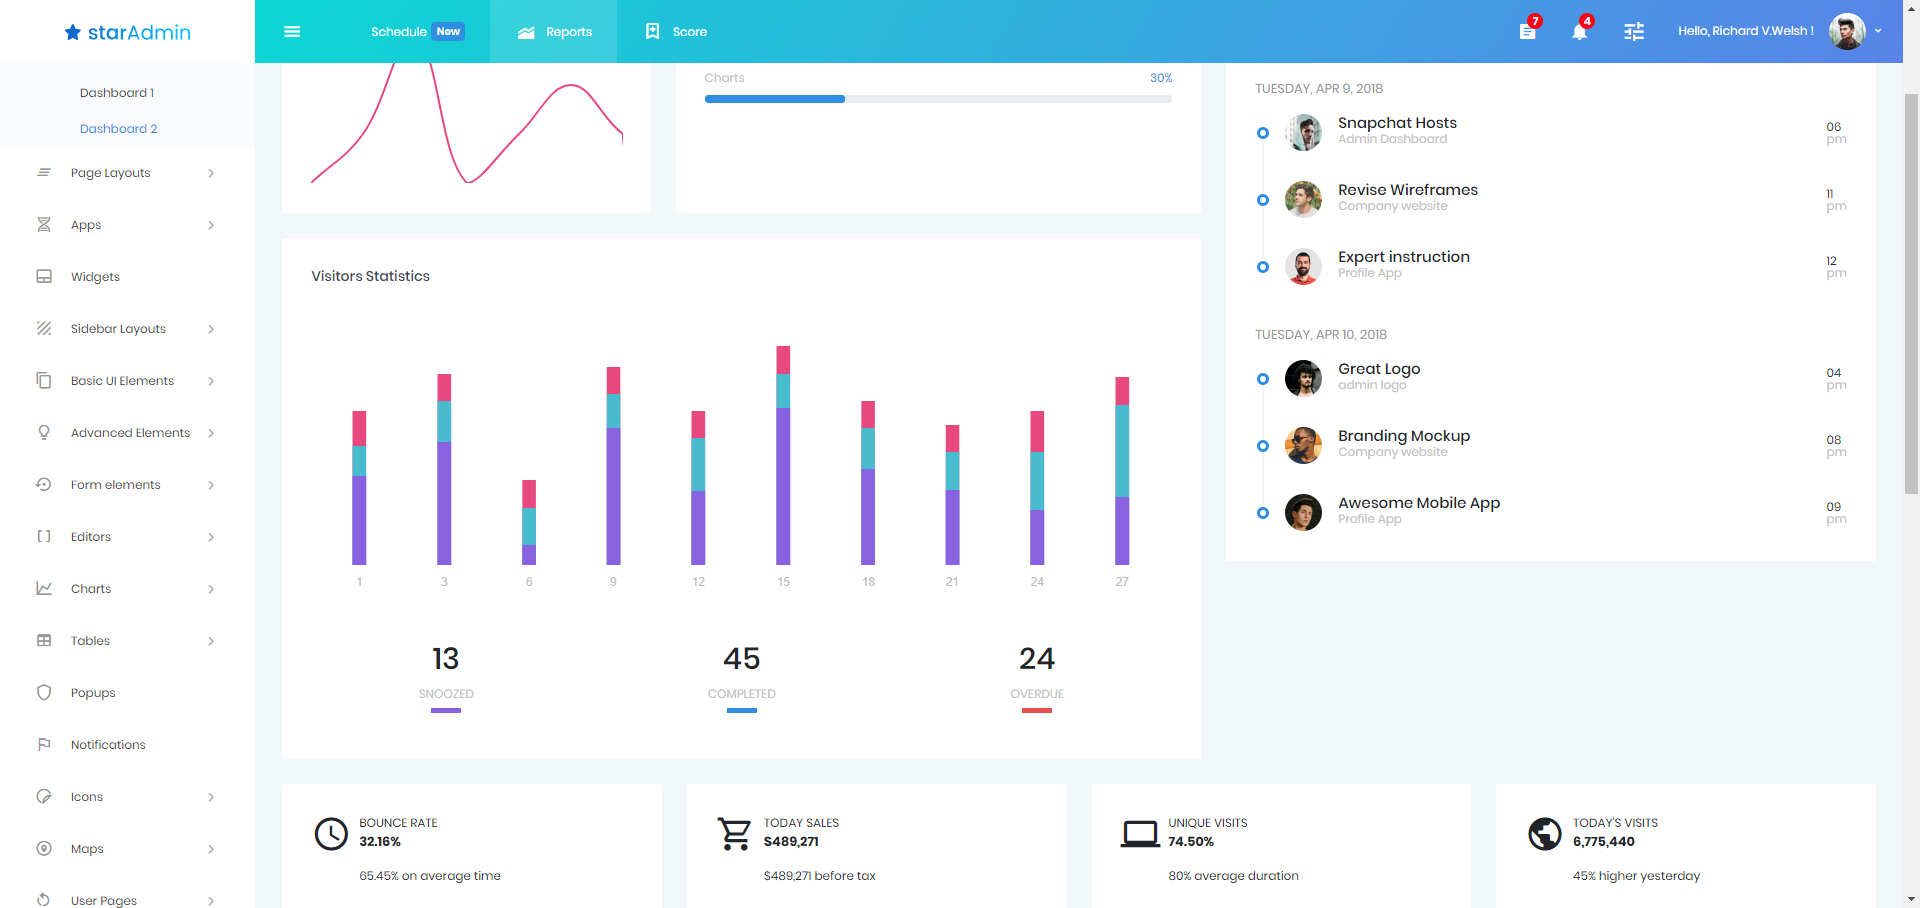 starAdmin
Schedule New
Reports
Score
7
4
Hello, Richard V.Welsh !
Dashboard 1
Dashboard 2
Page Layouts
Apps
Widgets
Sidebar Layouts
Basic UI Elements
Advanced Elements
Form elements
Editors
Charts
Tables
Popups
Notifications
Icons
Maps
User Pages
Charts 30%
Visitors Statistics
1 3 6 9 12 15 18 21 24 27
13 45 24
SNOOZED COMPLETED OVERDUE
TUESDAY, APR 9, 2018
Snapchat Hosts
Admin Dashboard
06
pm
Revise Wireframes
Company website
11
pm
Expert instruction
Profile App
12
pm
TUESDAY, APR 10, 2018
Great Logo
admin logo
04
pm
Branding Mockup
Company website
08
pm
Awesome Mobile App
Profile App
09
pm
BOUNCE RATE
32.16%
65.45% on average time
TODAY SALES
$489,271
$489,271 before tax
UNIQUE VISITS
74.50%
80% average duration
TODAY'S VISITS
6,775,440
45% higher yesterday